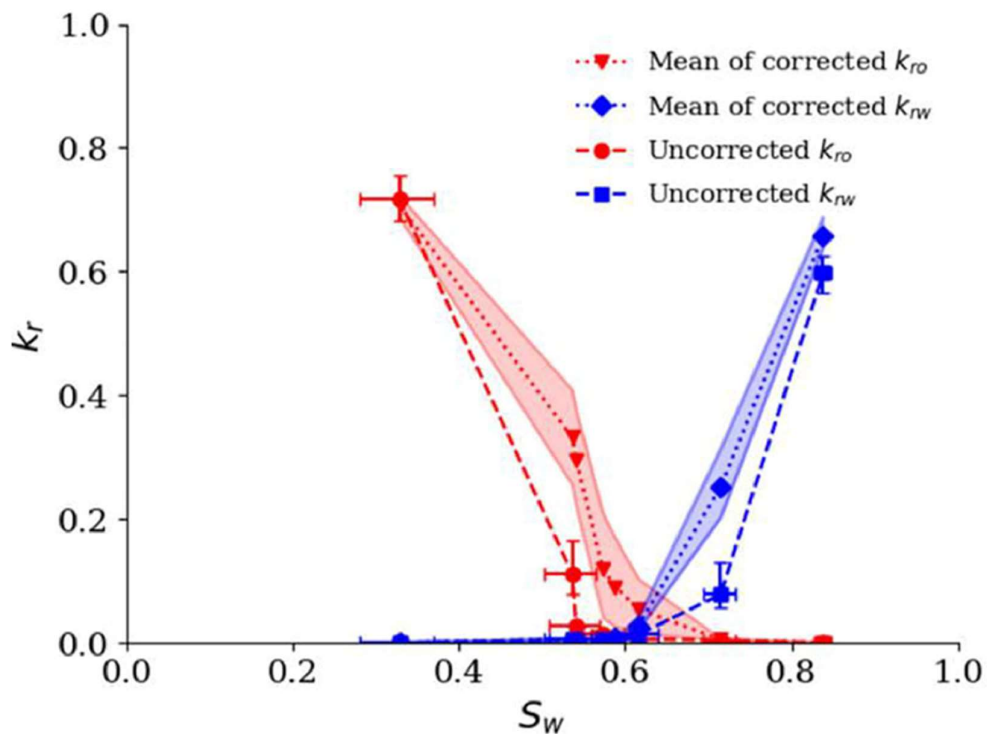 1.0
0.8
0.6
0.4
0.2
0.0
k_r
0.0 0.2 0.4 0.6 0.8 1.0
S_w
Mean of corrected k_ro
Mean of corrected k_rw
Uncorrected k_ro
Uncorrected k_rw